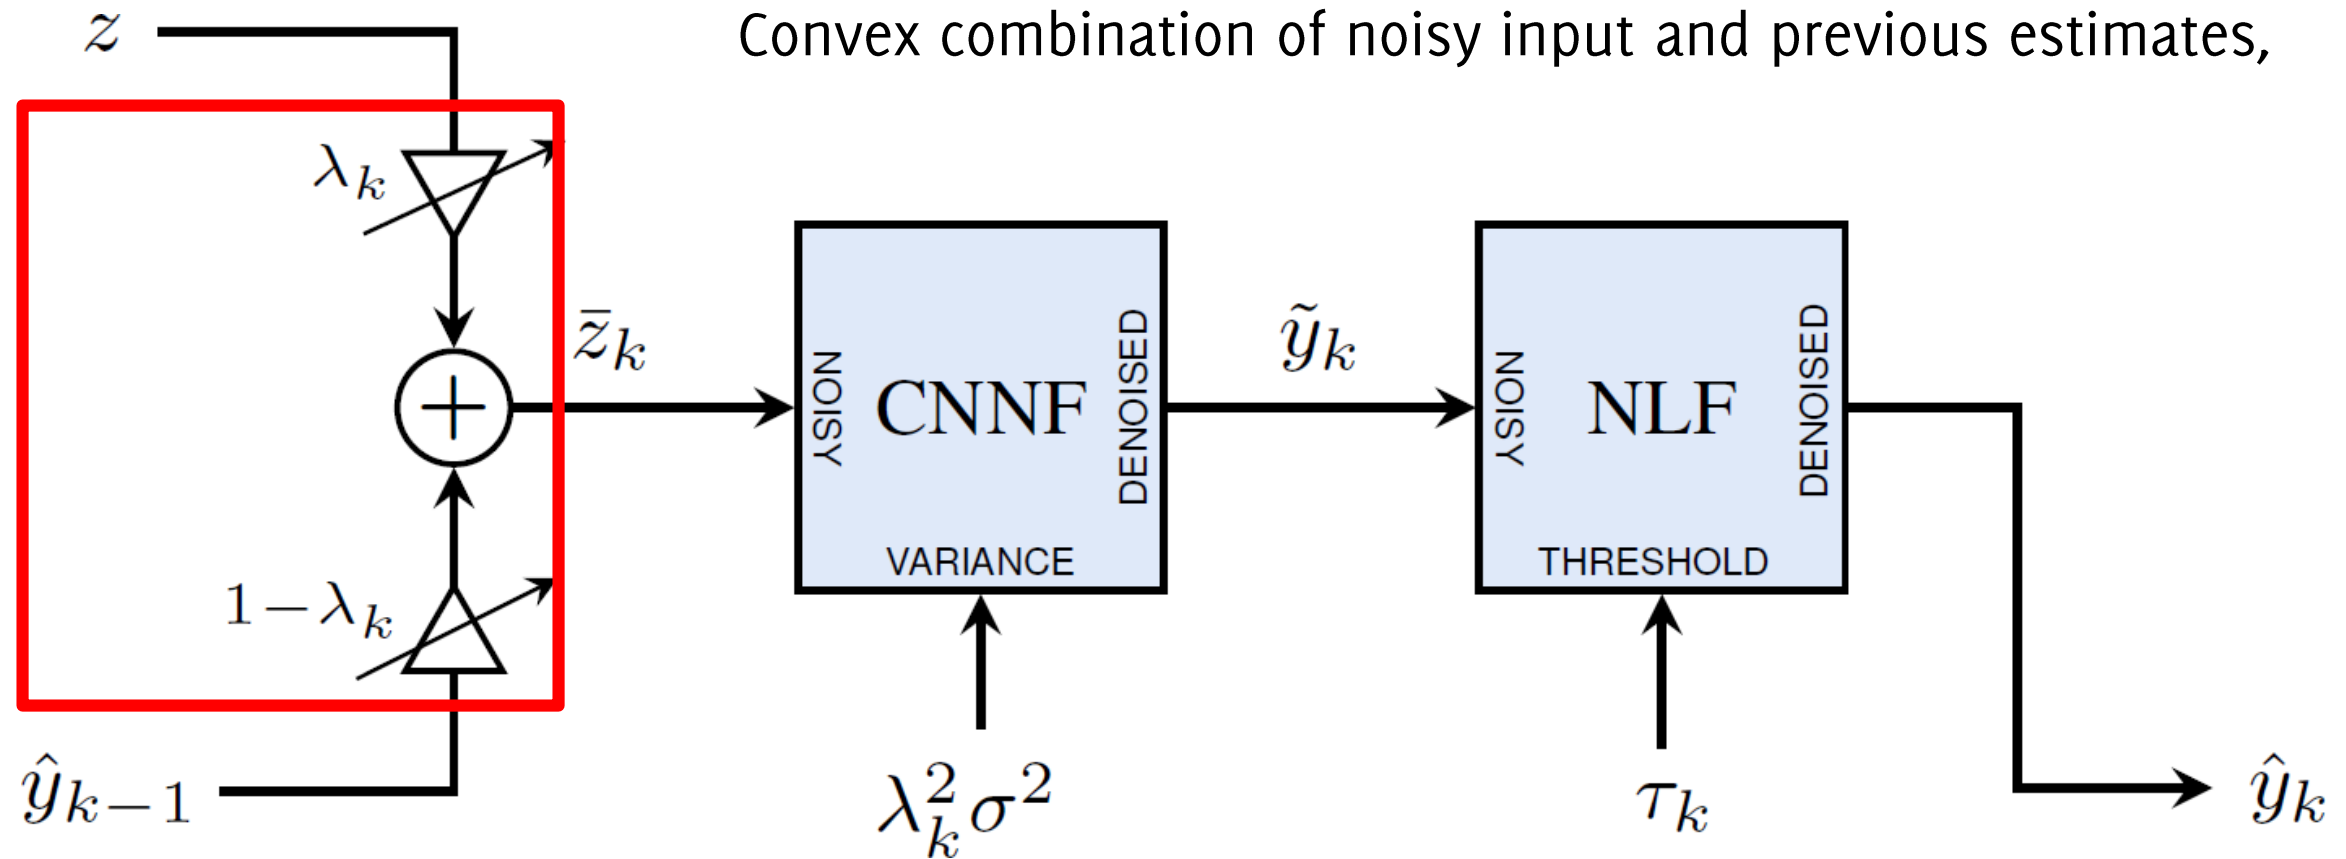 z
Convex combination of noisy input and previous estimates,
λ_k
z̄_k
NOISY
CNNF
DENOISED
VARIANCE
ỹ_k
NOISY
NLF
DENOISED
THRESHOLD
+
1−λ_k
ŷ_{k−1}
λ_k^2 σ^2
τ_k
ŷ_k